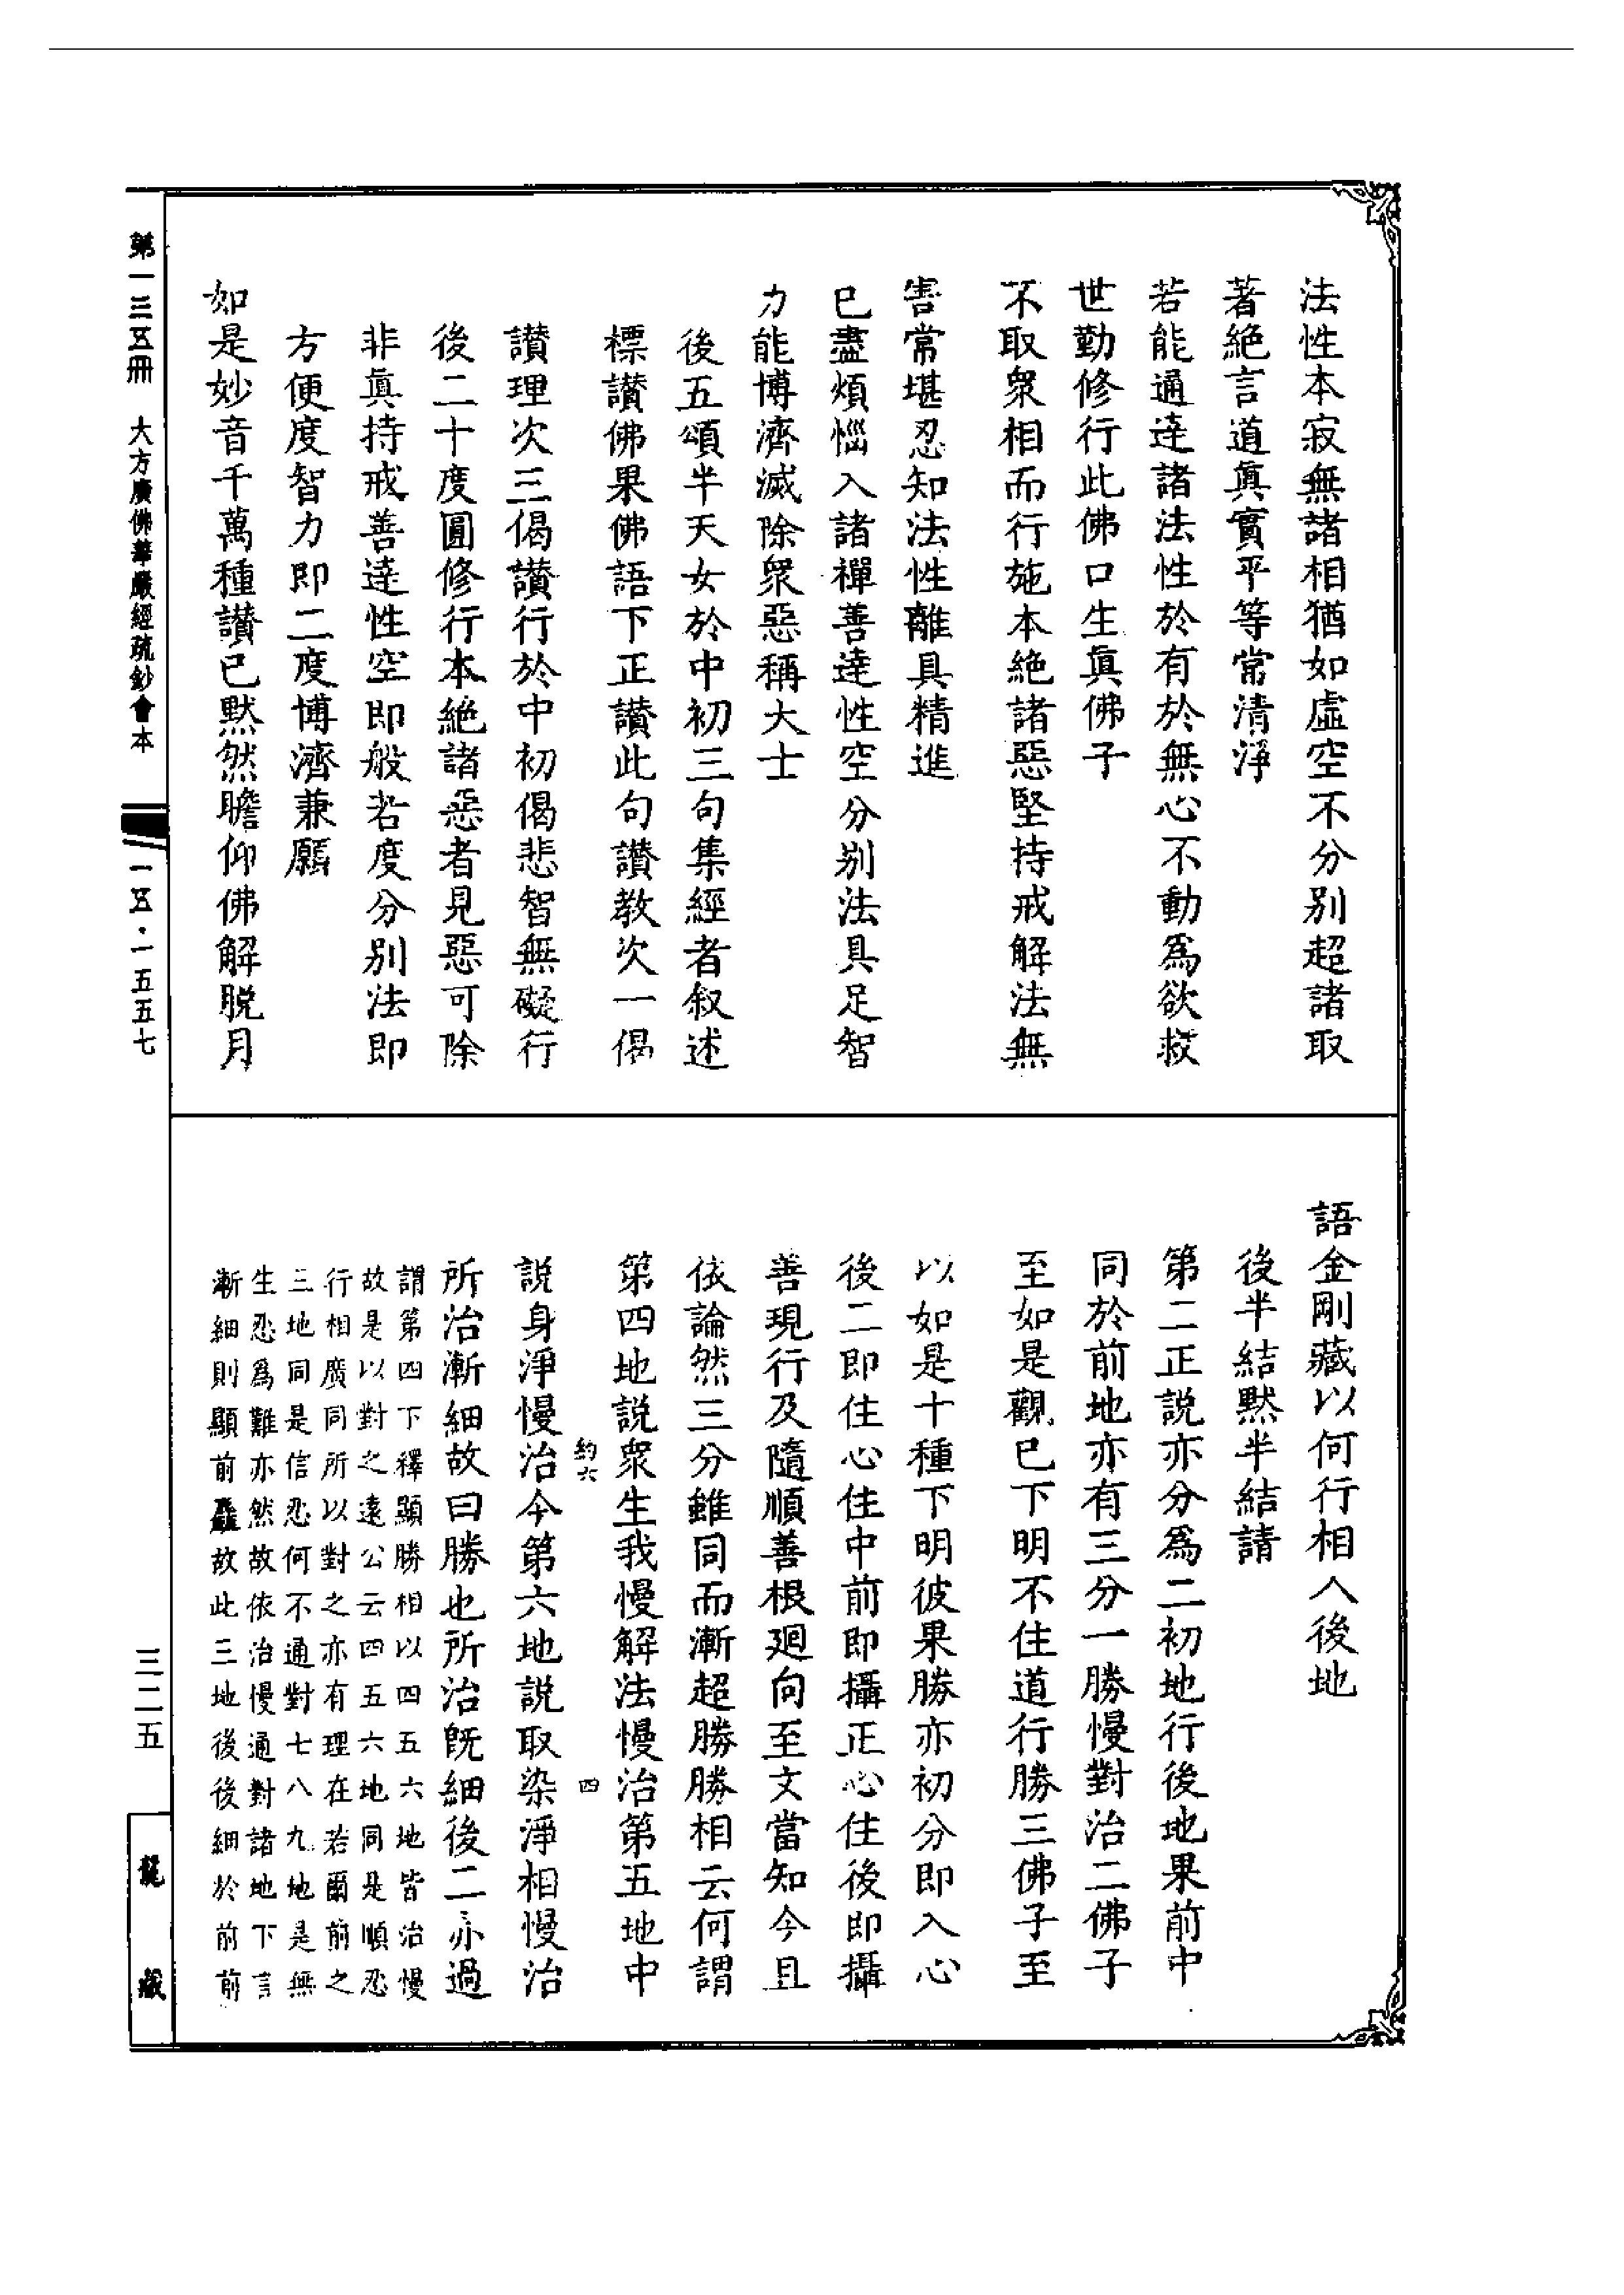 法性本寂無諸相猶如虛空不分別超諸取
著絕言道眞實平等常清淨
若能通達諸法性於有於無心不動爲欲救
世勤修行此佛口生眞佛子
不取衆相而行施本絕諸惡堅持戒解法無
害常堪忍知法性離具精進
已盡煩惱入諸禪善達性空分別法具足智
力能博濟滅除衆惡稱大士
後五頌半天女於中初三句集經者叙述
標讃佛果佛語下正讃此句讃教次一偈
讃理次三偈讃行於中初偈悲智無礙行
後二十度圓修行本絕諸惡者見惡可除
非眞持戒善達性空即般若度分別法即
方便度智力即二度博濟兼願
如是妙音千萬種讃已默然瞻仰佛解脱月
語金剛藏以何行相入後地
後半結默半結請
第二正説亦分爲二初地行後地果前中
同於前地亦有三分一勝慢對治二佛子
至如是觀已下明不住道行勝三佛子至
以如是十種下明彼果勝亦初分即入心
後二即住心住中前即攝正心住後即攝
善現行及隨順善根廻向至文當知今且
依論然三分雖同而漸超勝勝相云何謂
第四地説衆生我慢解法慢治第五地中
約六 四
説身淨慢治今第六地説取染淨相慢治
所治漸細故曰勝也所治旣細後二亦過
謂第四下釋顯勝相以四五六地皆治慢
故是以對之遠公云四五六地同是順忍
行相廣同所以對之亦有理在若爾前之
三地同是信忍何不通對七八九地是無
生忍爲難亦然故依治慢通對諸地下言
漸細則顯前麤故此三地後後細於前前
第一三五冊 大方廣佛華嚴經疏鈔會本 一五·一五五七
三二五
龍藏